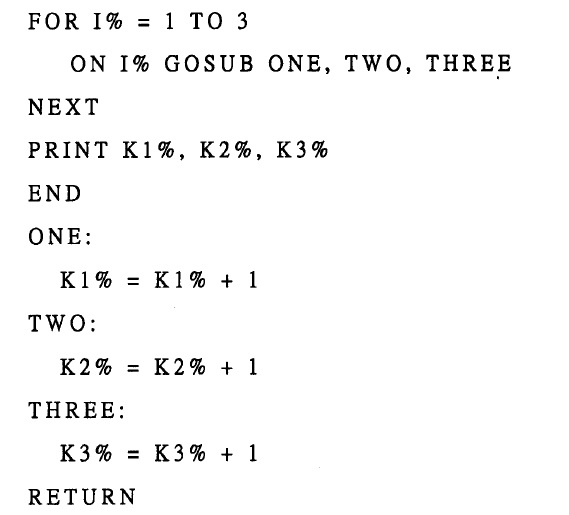 FOR I% = 1 TO 3
ON I% GOSUB ONE, TWO, THREE
NEXT
PRINT K1%, K2%, K3%
END
ONE:
K1% = K1% + 1
TWO:
K2% = K2% + 1
THREE:
K3% = K3% + 1
RETURN